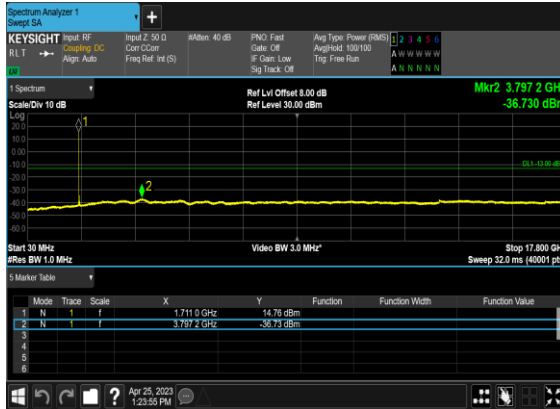 Spectrum Analyzer 1
Swept SA
+
KEYSIGHT Input: RF Input Z: 50 Ω #Atten: 40 dB PNO: Fast Avg Type: Power (RMS) 1 2 3 4 5 6
RLT Coupling: DC Corr CCorr Gate: Off Avg|Hold: 100/100 A W W W W W
Align: Auto Freq Ref: Int (S) IF Gain: Low Trig: Free Run
Sig Track: Off A N N N N N
LU
1 Spectrum Ref Lvl Offset 8.00 dB Mkr2 3.797 2 GH
Scale/Div 10 dB Ref Level 30.00 dBm -36.730 dBm
Log
20.0
10.0
0.00
-10.0
-20.0
-30.0
-40.0
-50.0
-60.0
1
2
DL1 -13.00 dB
Start 30 MHz Video BW 3.0 MHz* Stop 17.800 GH
#Res BW 1.0 MHz Sweep 32.0 ms (40001 pt
5 Marker Table
Mode Trace Scale X Y Function Function Width Function Value
1 N 1 f 1.711 0 GHz 14.76 dBm
2 N 1 f 3.797 2 GHz -36.73 dBm
3
4
5
6
? Apr 25, 2023
1:23:55 PM